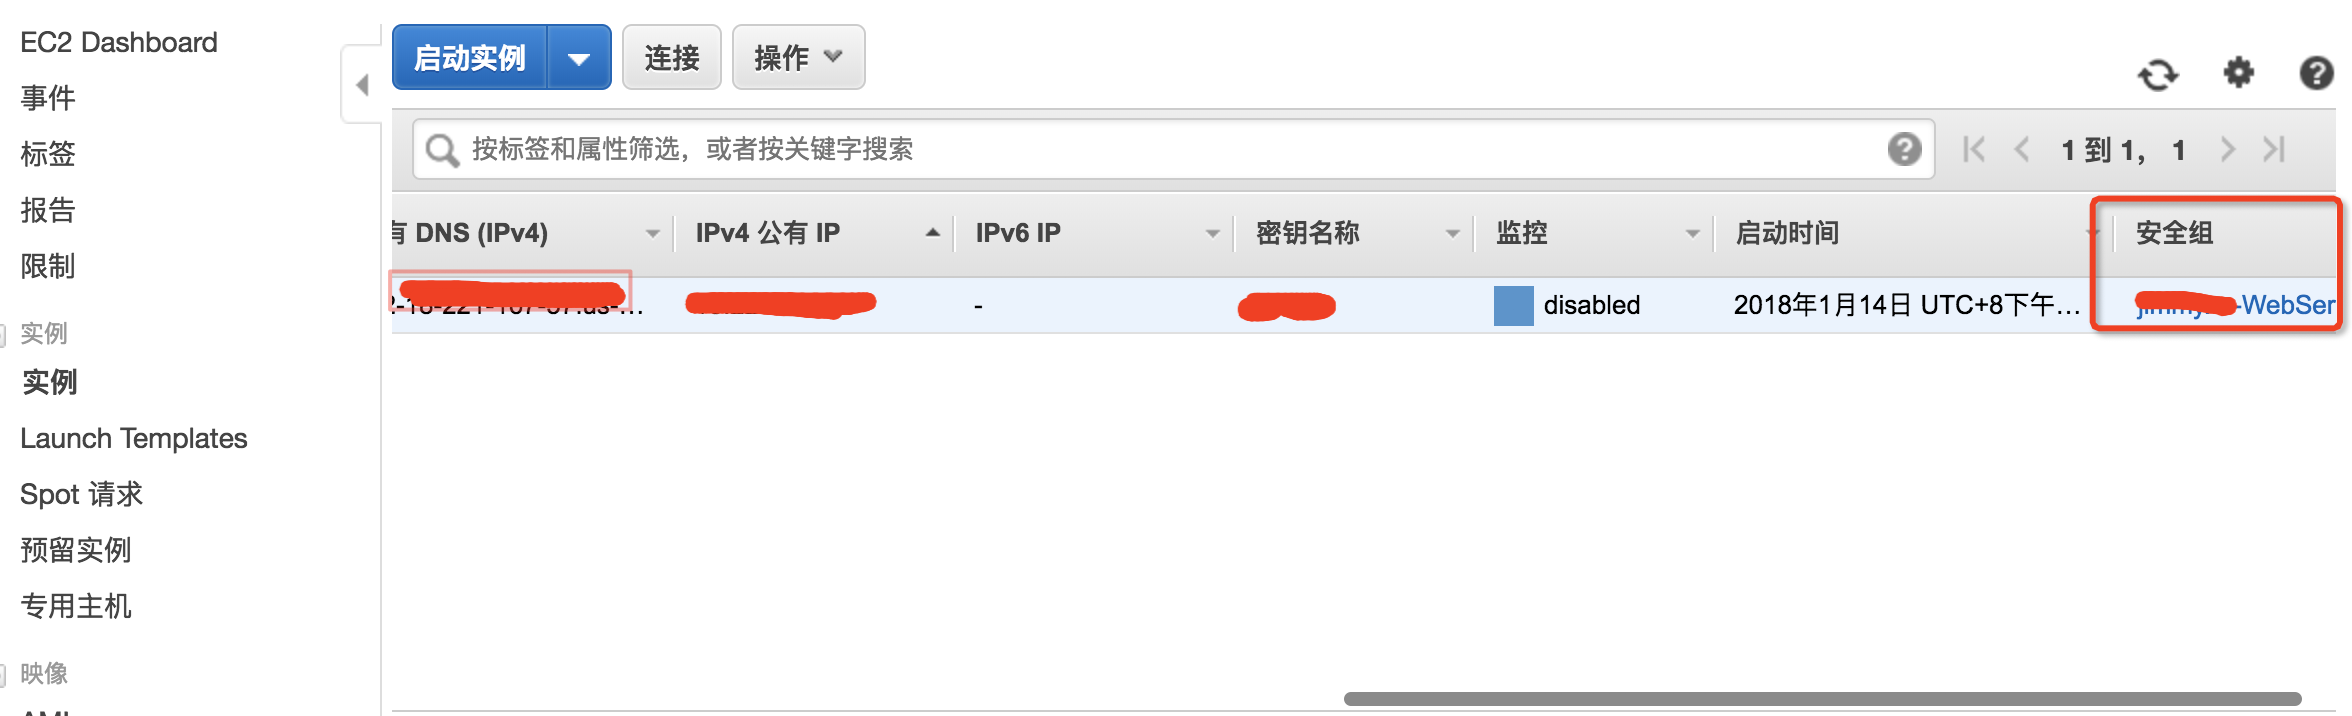 EC2 Dashboard
事件
标签
报告
限制
实例
实例
Launch Templates
Spot 请求
预留实例
专用主机
映像
启动实例 连接 操作
按标签和属性筛选，或者按关键字搜索 1 到 1， 1
有 DNS (IPv4) IPv4 公有 IP IPv6 IP 密钥名称 监控 启动时间 安全组
- disabled 2018年1月14日 UTC+8下午... -WebSer